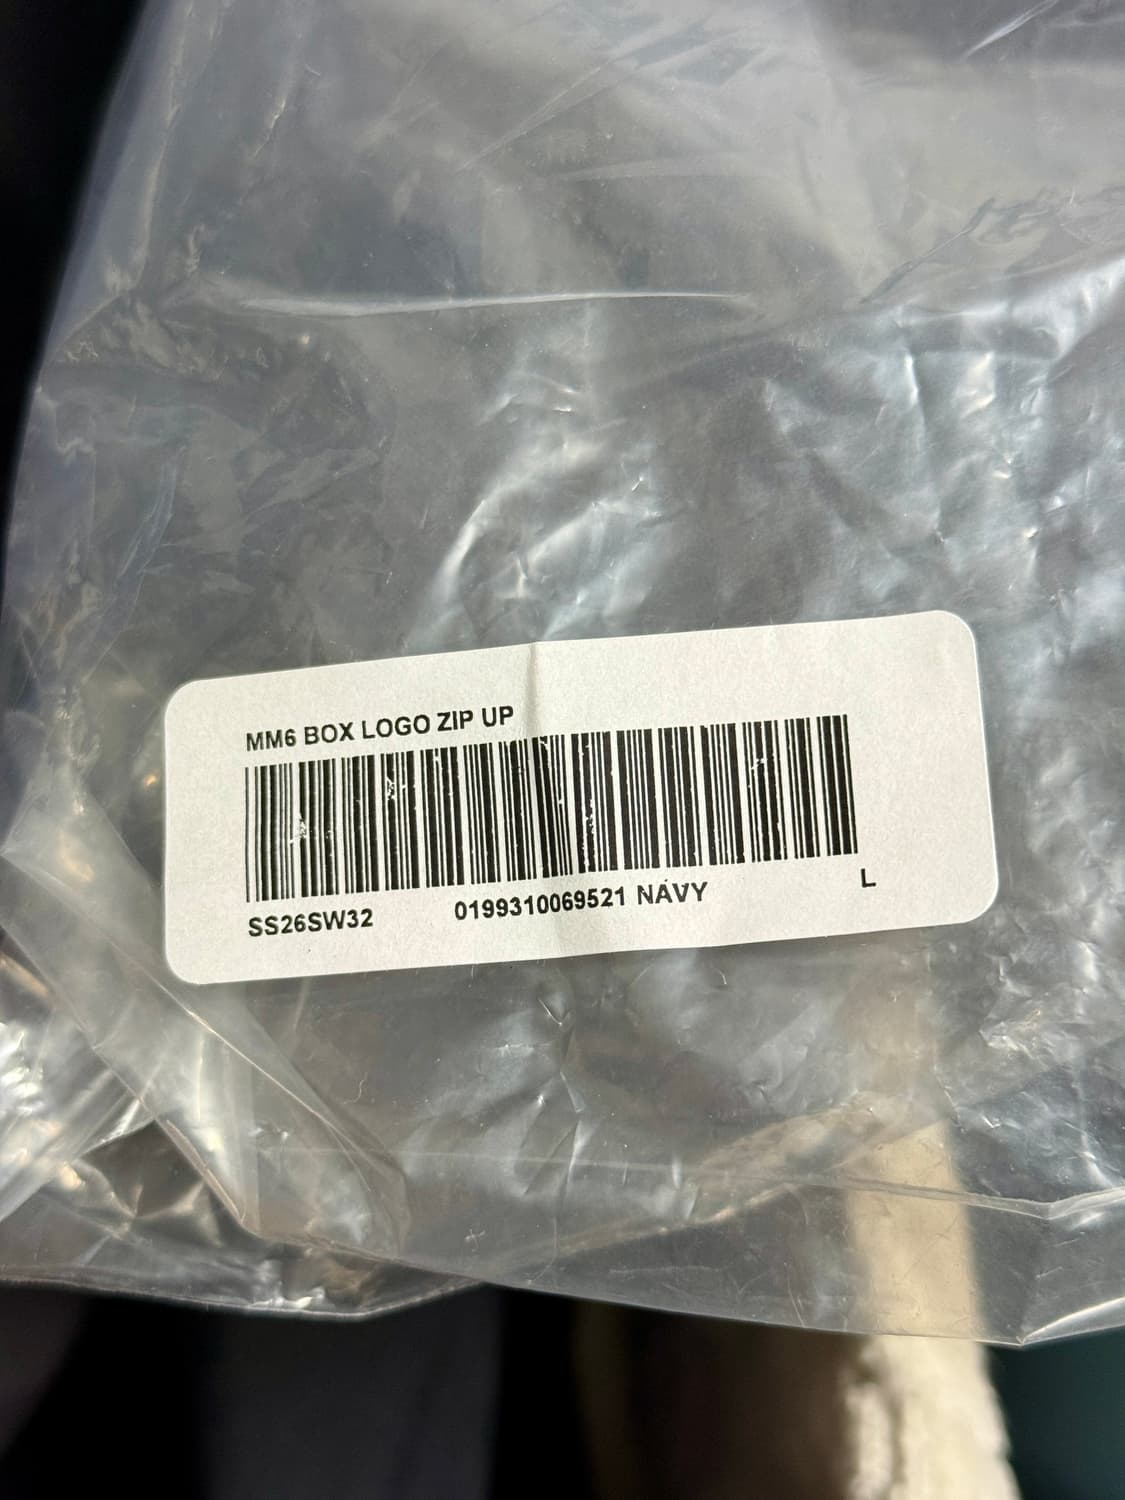 MM6 BOX LOGO ZIP UP
SS26SW32 0199310069521 NAVY L